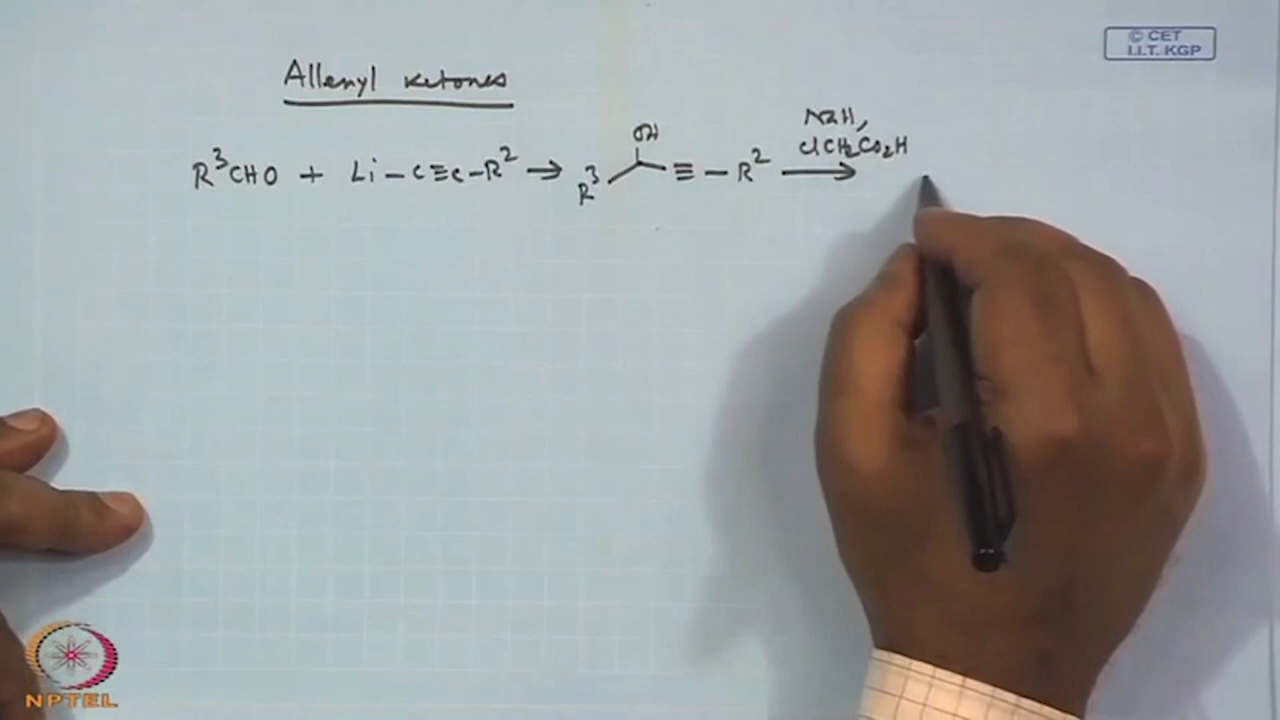 © CET
I.I.T. KGP
Allenyl ketones
R³CHO + Li-C≡C-R² → R³ OH ≡-R² NaH,
ClCH₂CO₂H →
NPTEL